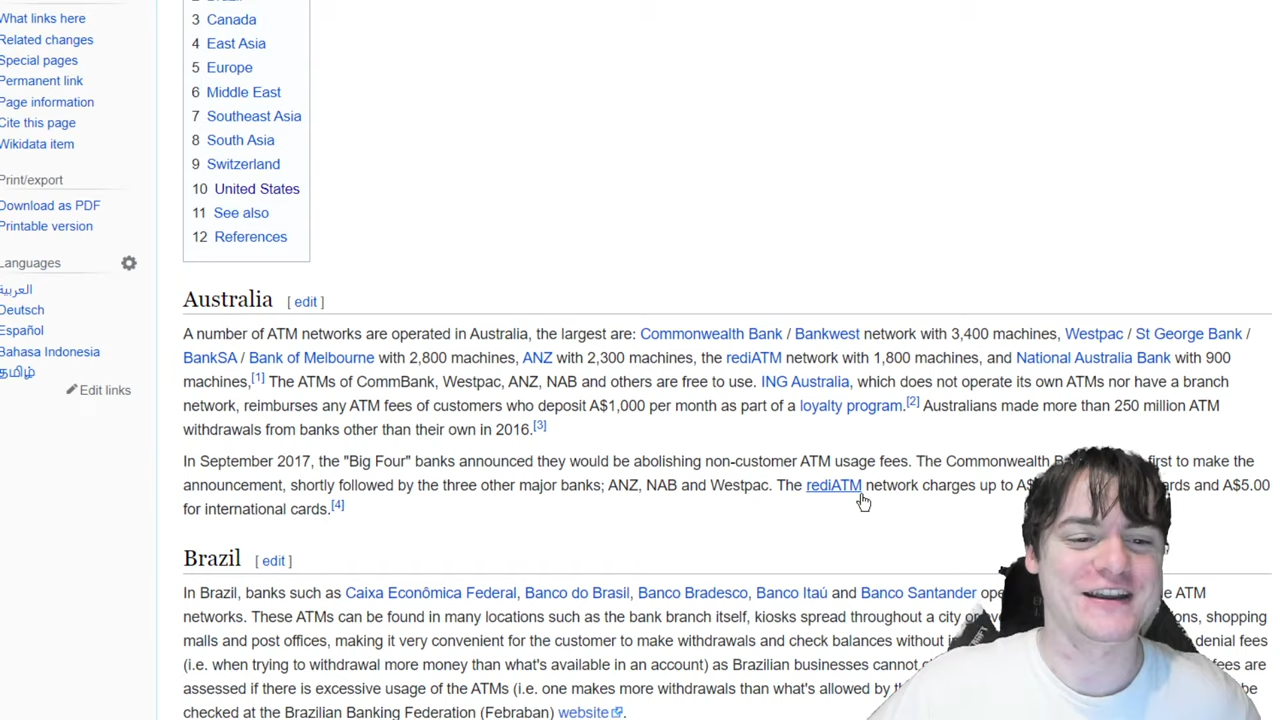 What links here
Related changes
Special pages
Permanent link
Page information
Cite this page
Wikidata item
Print/export
Download as PDF
Printable version
Languages
العربية
Deutsch
Español
Bahasa Indonesia
தமிழ்
Edit links
3 Canada
4 East Asia
5 Europe
6 Middle East
7 Southeast Asia
8 South Asia
9 Switzerland
10 United States
11 See also
12 References
Australia [ edit ]
A number of ATM networks are operated in Australia, the largest are: Commonwealth Bank / Bankwest network with 3,400 machines, Westpac / St George Bank /
BankSA / Bank of Melbourne with 2,800 machines, ANZ with 2,300 machines, the rediATM network with 1,800 machines, and National Australia Bank with 900
machines,[1] The ATMs of CommBank, Westpac, ANZ, NAB and others are free to use. ING Australia, which does not operate its own ATMs nor have a branch
network, reimburses any ATM fees of customers who deposit A$1,000 per month as part of a loyalty program.[2] Australians made more than 250 million ATM
withdrawals from banks other than their own in 2016.[3]
In September 2017, the "Big Four" banks announced they would be abolishing non-customer ATM usage fees. The Commonwealth first to make the
announcement, shortly followed by the three other major banks; ANZ, NAB and Westpac. The rediATM network charges up to and A$5.00
for international cards.[4]
Brazil [ edit ]
In Brazil, banks such as Caixa Econômica Federal, Banco do Brasil, Banco Bradesco, Banco Itaú and Banco Santander ATM
networks. These ATMs can be found in many locations such as the bank branch itself, kiosks spread throughout a city shopping
malls and post offices, making it very convenient for the customer to make withdrawals and check balances without denial fees
(i.e. when trying to withdrawal more money than what's available in an account) as Brazilian businesses cannot fees are
assessed if there is excessive usage of the ATMs (i.e. one makes more withdrawals than what's allowed by be
checked at the Brazilian Banking Federation (Febraban) website.